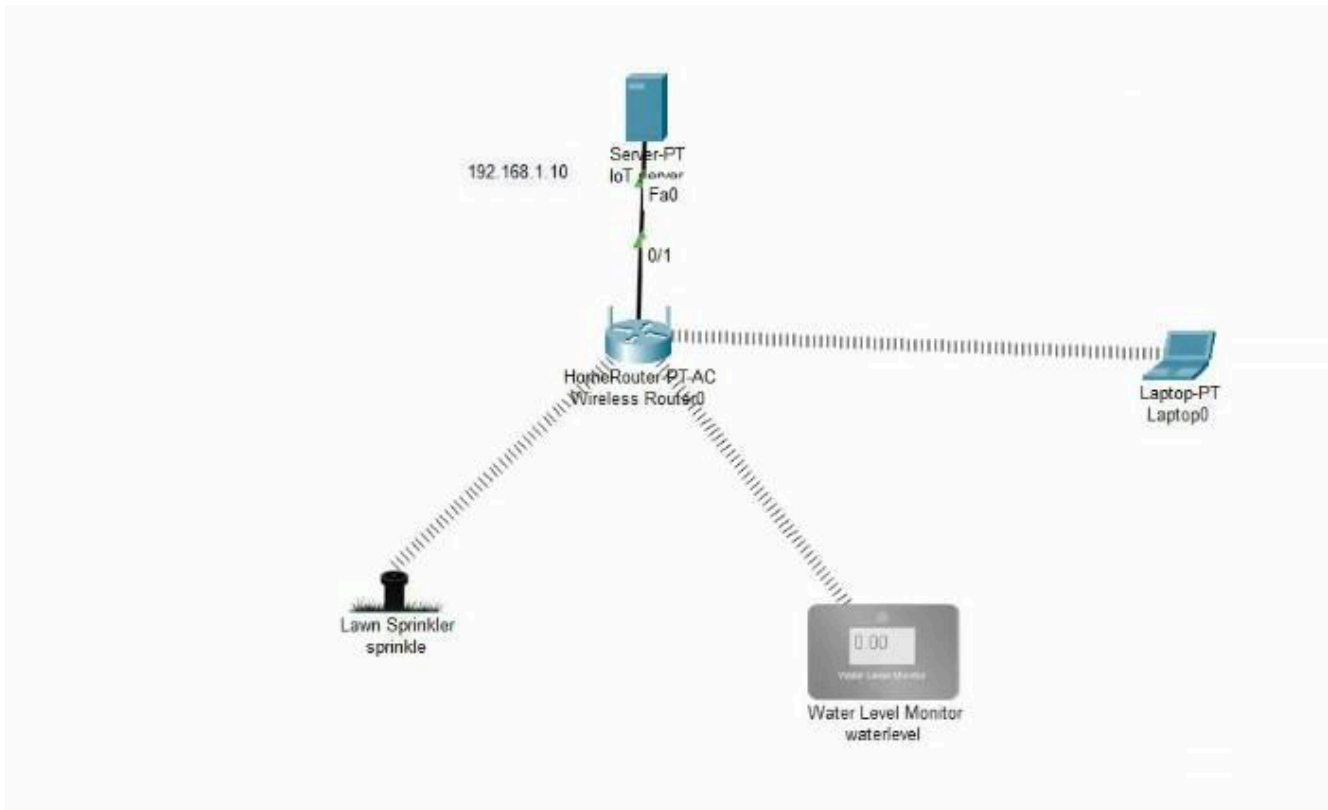 Server-PT
192.168.1.10
IoT server
Fa0
0/1
HomeRouter-PT-AC
Wireless Router0
Laptop-PT
Laptop0
Lawn Sprinkler
sprinkle
0.00
Water Level Monitor
Water Level Monitor
waterlevel